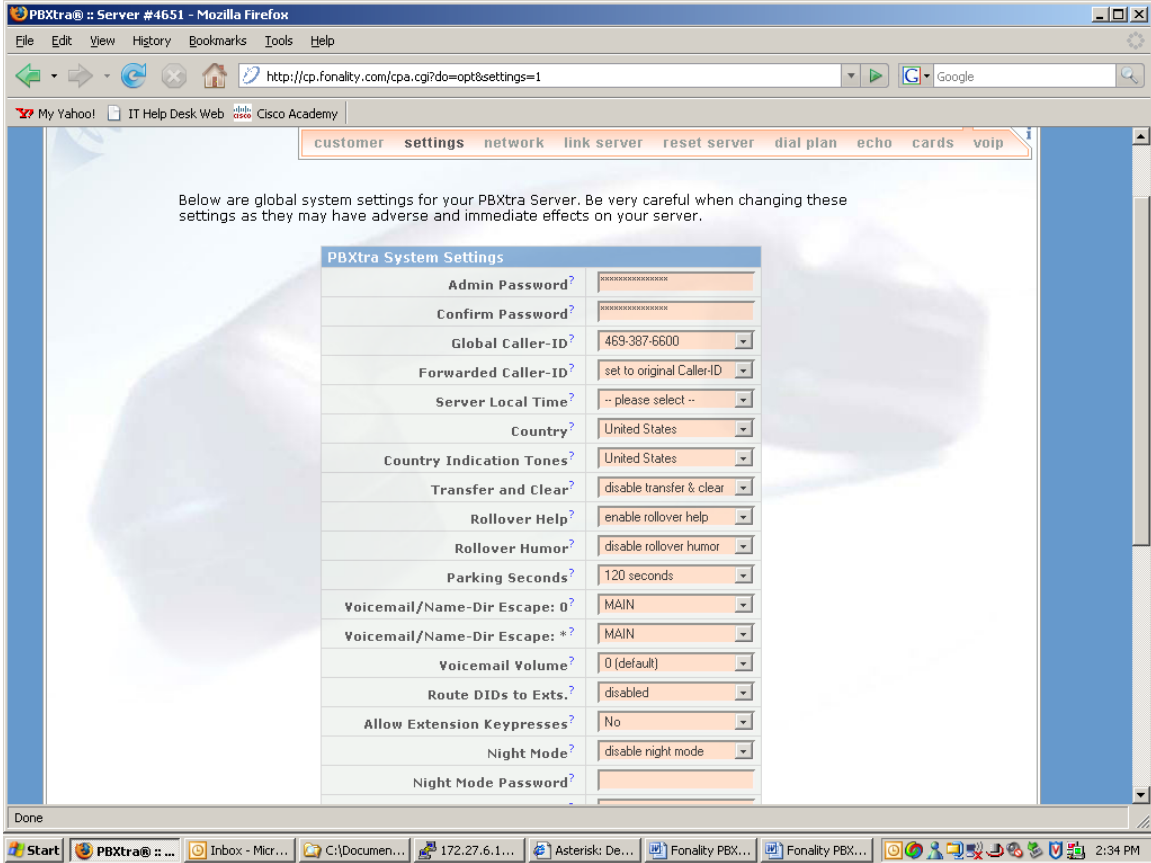 PBXtra® :: Server #4651 - Mozilla Firefox
File Edit View History Bookmarks Tools Help
http://cp.fonality.com/cpa.cgi?do=opt&settings=1
G Google
My Yahoo! IT Help Desk Web Cisco Academy
customer settings network link server reset server dial plan echo cards voip i
Below are global system settings for your PBXtra Server. Be very careful when changing these
settings as they may have adverse and immediate effects on your server.
PBXtra System Settings
Admin Password? xxxxxxxxxxxxxx
Confirm Password? xxxxxxxxxxxxxx
Global Caller-ID? 469-387-6600
Forwarded Caller-ID? set to original Caller-ID
Server Local Time? -- please select --
Country? United States
Country Indication Tones? United States
Transfer and Clear? disable transfer & clear
Rollover Help? enable rollover help
Rollover Humor? disable rollover humor
Parking Seconds? 120 seconds
Voicemail/Name-Dir Escape: 0? MAIN
Voicemail/Name-Dir Escape: *? MAIN
Voicemail Volume? 0 (default)
Route DIDs to Exts.? disabled
Allow Extension Keypresses? No
Night Mode? disable night mode
Night Mode Password?
Done
Start PBXtra® :: ... Inbox - Micr... C:\Documen... 172.27.6.1... Asterisk: De... Fonality PBX... Fonality PBX... 2:34 PM